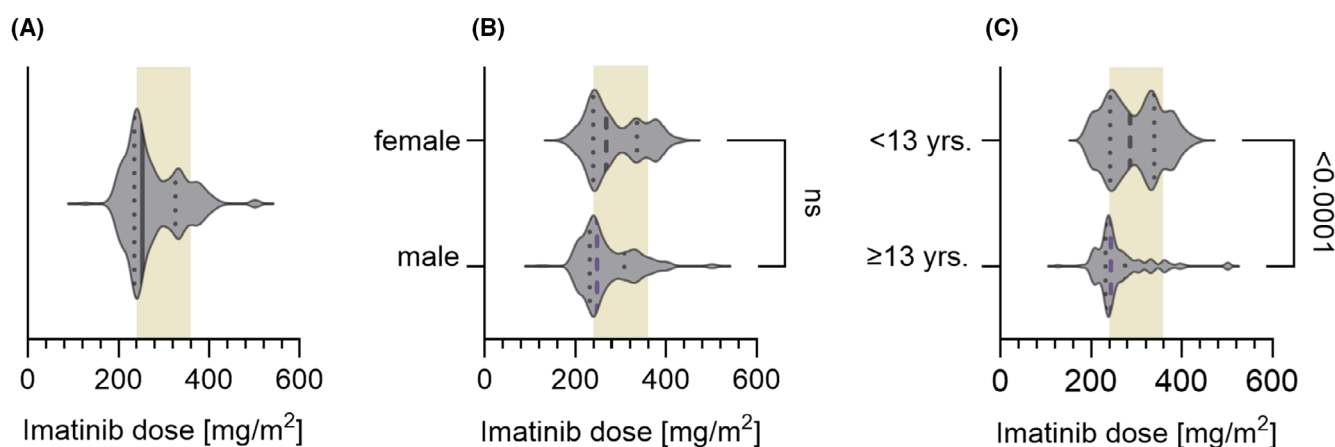 (A)
0 200 400 600
Imatinib dose [mg/m²]
(B)
female
male
ns
0 200 400 600
Imatinib dose [mg/m²]
(C)
<13 yrs.
≥13 yrs.
<0.0001
0 200 400 600
Imatinib dose [mg/m²]